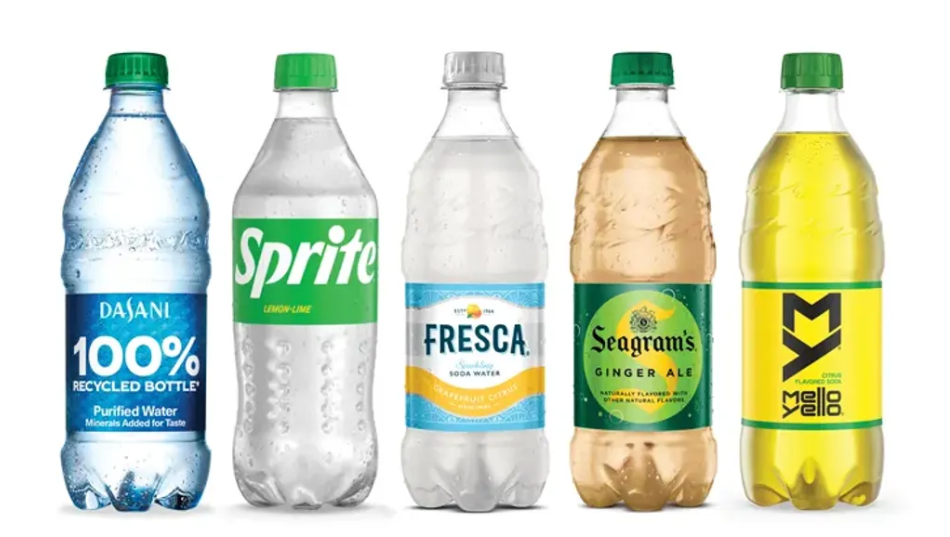 DASANI
100%
RECYCLED BOTTLE*
Purified Water
Minerals Added for Taste
Sprite
LEMON-LIME
FRESCA
Sparkling
SODA WATER
GRAPEFRUIT CITRUS
Seagram's
GINGER ALE
NATURALLY FLAVORED WITH
OTHER NATURAL FLAVORS
MY
CITRUS
FLAVORED SODA
mello
yello